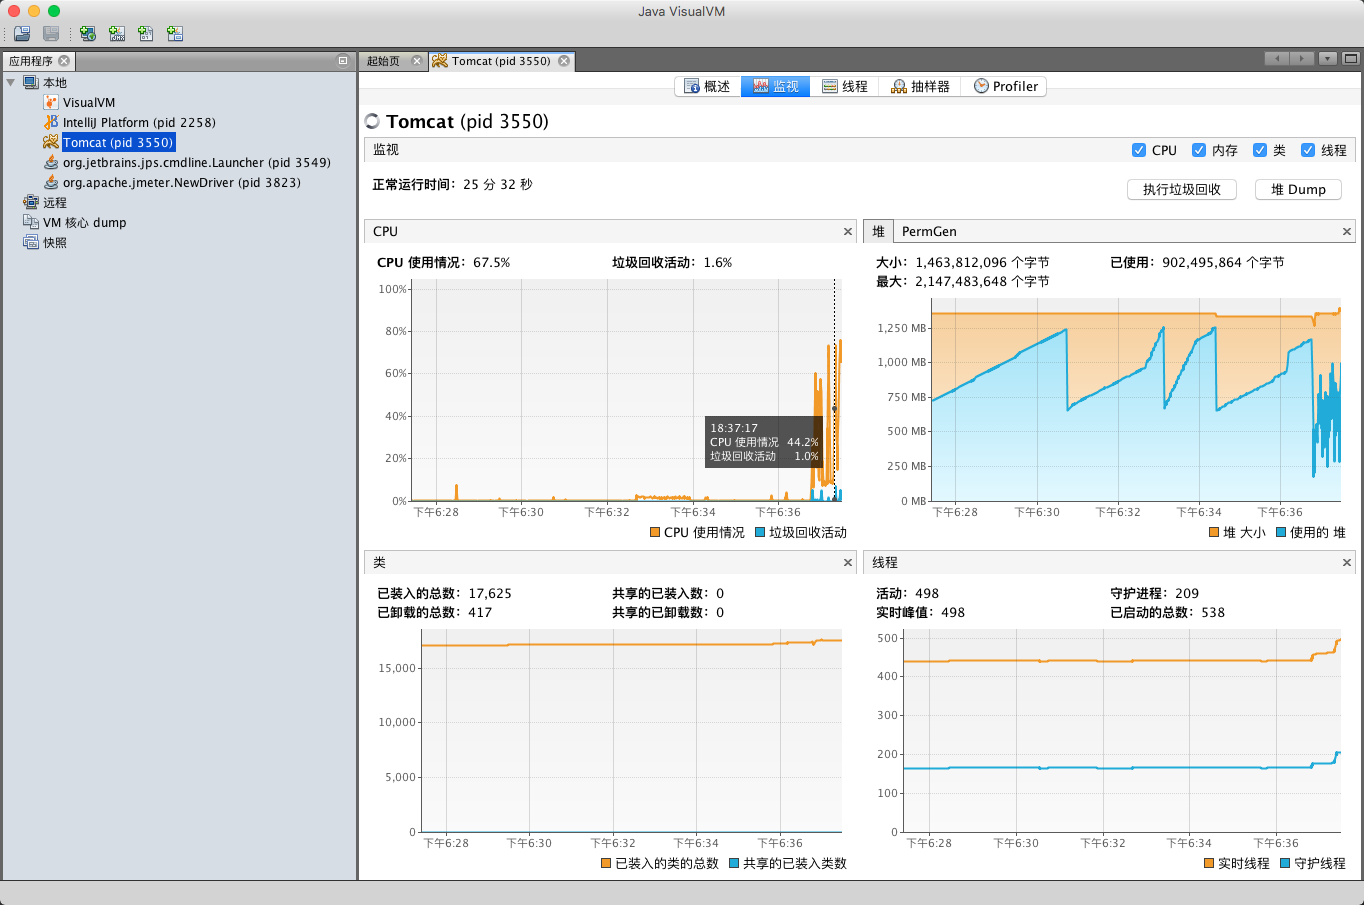 Java VisualVM
应用程序
起始页
Tomcat (pid 3550)
本地
VisualVM
IntelliJ Platform (pid 2258)
Tomcat (pid 3550)
org.jetbrains.jps.cmdline.Launcher (pid 3549)
org.apache.jmeter.NewDriver (pid 3823)
远程
VM 核心 dump
快照
概述 监视 线程 抽样器 Profiler
Tomcat (pid 3550)
监视
CPU 内存 类 线程
正常运行时间: 25 分 32 秒
执行垃圾回收 堆 Dump
CPU
CPU 使用情况: 67.5% 垃圾回收活动: 1.6%
100%
80%
60%
40%
20%
0%
18:37:17
CPU 使用情况 44.2%
垃圾回收活动 1.0%
下午6:28 下午6:30 下午6:32 下午6:34 下午6:36
CPU 使用情况 垃圾回收活动
堆 PermGen
大小: 1,463,812,096 个字节 已使用: 902,495,864 个字节
最大: 2,147,483,648 个字节
1,250 MB
1,000 MB
750 MB
500 MB
250 MB
0 MB
下午6:28 下午6:30 下午6:32 下午6:34 下午6:36
堆 大小 使用的 堆
类
已装入的总数: 17,625 共享的已装入数: 0
已卸载的总数: 417 共享的已卸载数: 0
15,000
10,000
5,000
0
下午6:28 下午6:30 下午6:32 下午6:34 下午6:36
已装入的类的总数 共享的已装入类数
线程
活动: 498 守护进程: 209
实时峰值: 498 已启动的总数: 538
500
400
300
200
100
0
下午6:28 下午6:30 下午6:32 下午6:34 下午6:36
实时线程 守护线程